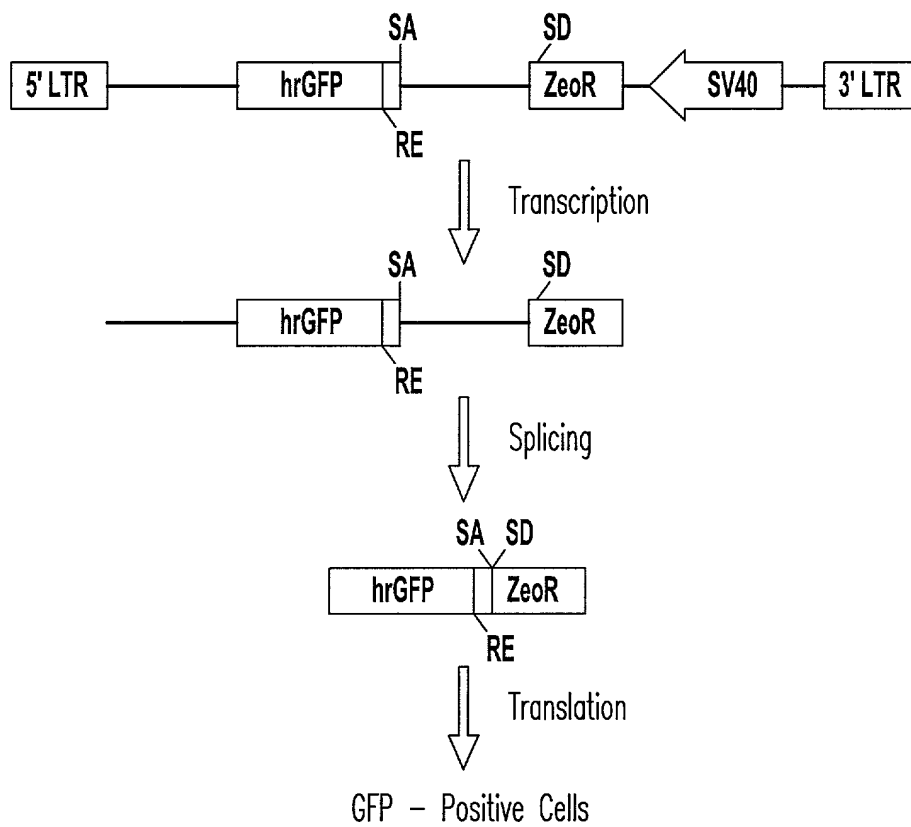 SA SD
5' LTR hrGFP ZeoR SV40 3' LTR
RE
Transcription
SA SD
hrGFP ZeoR
RE
Splicing
SA SD
hrGFP ZeoR
RE
Translation
GFP – Positive Cells